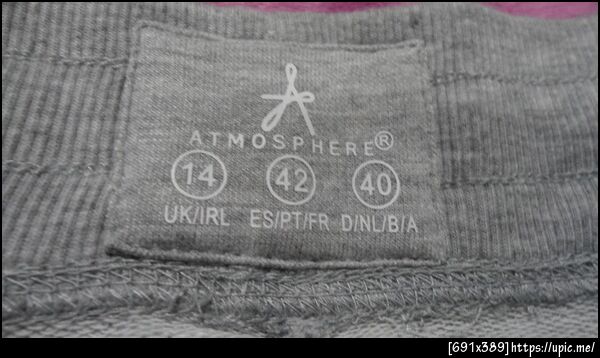 ATMOSPHERE®
14 42 40
UK/IRL ES/PT/FR D/NL/B/A
[691x389]https://upic.me/